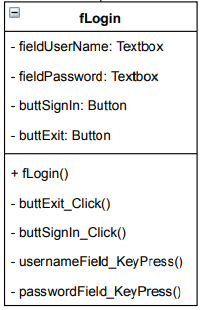 fLogin
- fieldUserName: Textbox
- fieldPassword: Textbox
- buttSignIn: Button
- buttExit: Button
+ fLogin()
- buttExit_Click()
- buttSignIn_Click()
- usernameField_KeyPress()
- passwordField_KeyPress()